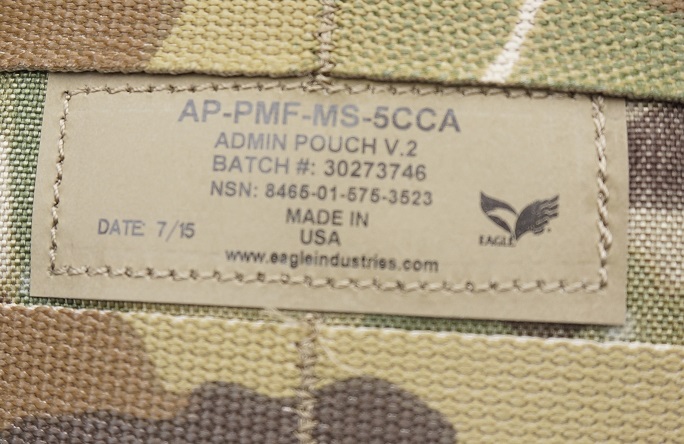 AP-PMF-MS-5CCA
ADMIN POUCH V.2
BATCH #: 30273746
NSN: 8465-01-575-3523
MADE IN
USA
DATE: 7/15
EAGLE
www.eagleindustries.com